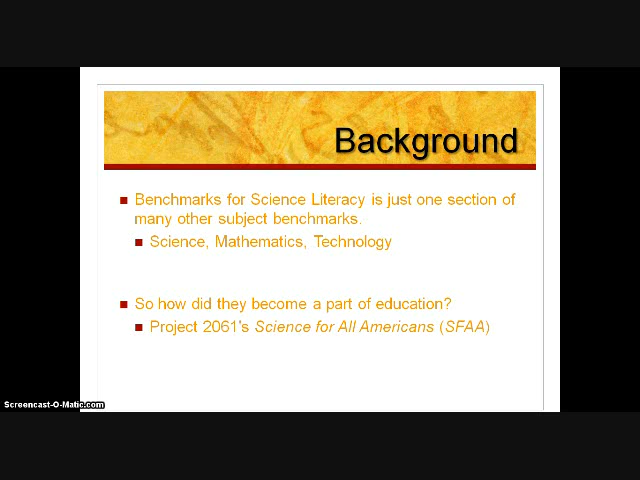 Background
Benchmarks for Science Literacy is just one section of
many other subject benchmarks.
Science, Mathematics, Technology
So how did they become a part of education?
Project 2061's Science for All Americans (SFAA)
Screencast-O-Matic.com